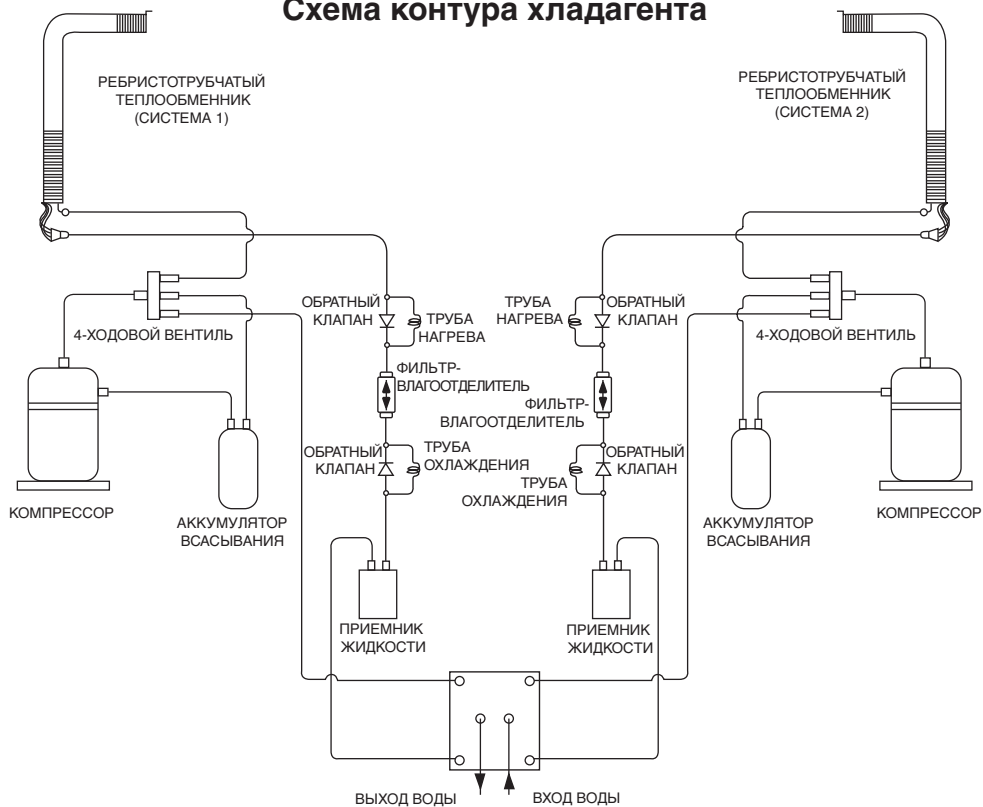 Схема контура хладагента
РЕБРИСТОТРУБЧАТЫЙ
ТЕПЛООБМЕННИК
(СИСТЕМА 1)
РЕБРИСТОТРУБЧАТЫЙ
ТЕПЛООБМЕННИК
(СИСТЕМА 2)
4-ХОДОВОЙ ВЕНТИЛЬ
ОБРАТНЫЙ
КЛАПАН
ТРУБА
НАГРЕВА
ТРУБА
НАГРЕВА
ОБРАТНЫЙ
КЛАПАН
4-ХОДОВОЙ ВЕНТИЛЬ
ФИЛЬТР-
ВЛАГООТДЕЛИТЕЛЬ
ФИЛЬТР-
ВЛАГООТДЕЛИТЕЛЬ
ОБРАТНЫЙ
КЛАПАН
ТРУБА
ОХЛАЖДЕНИЯ
ТРУБА
ОХЛАЖДЕНИЯ
ОБРАТНЫЙ
КЛАПАН
КОМПРЕССОР
АККУМУЛЯТОР
ВСАСЫВАНИЯ
АККУМУЛЯТОР
ВСАСЫВАНИЯ
КОМПРЕССОР
ПРИЕМНИК
ЖИДКОСТИ
ПРИЕМНИК
ЖИДКОСТИ
ВЫХОД ВОДЫ
ВХОД ВОДЫ